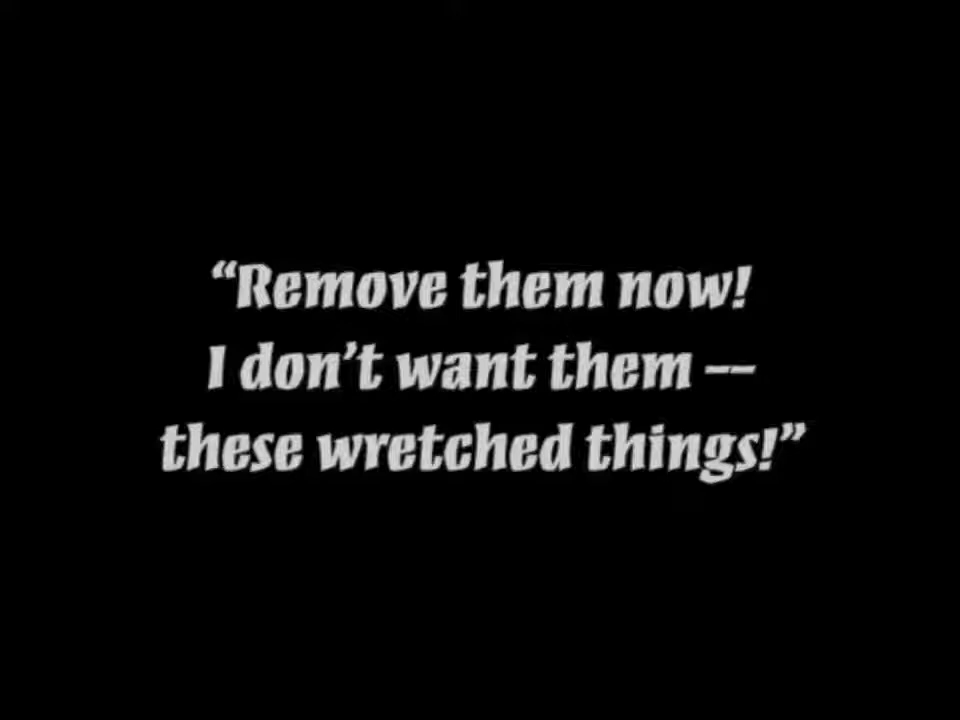 “Remove them now!
I don’t want them --
these wretched things!”